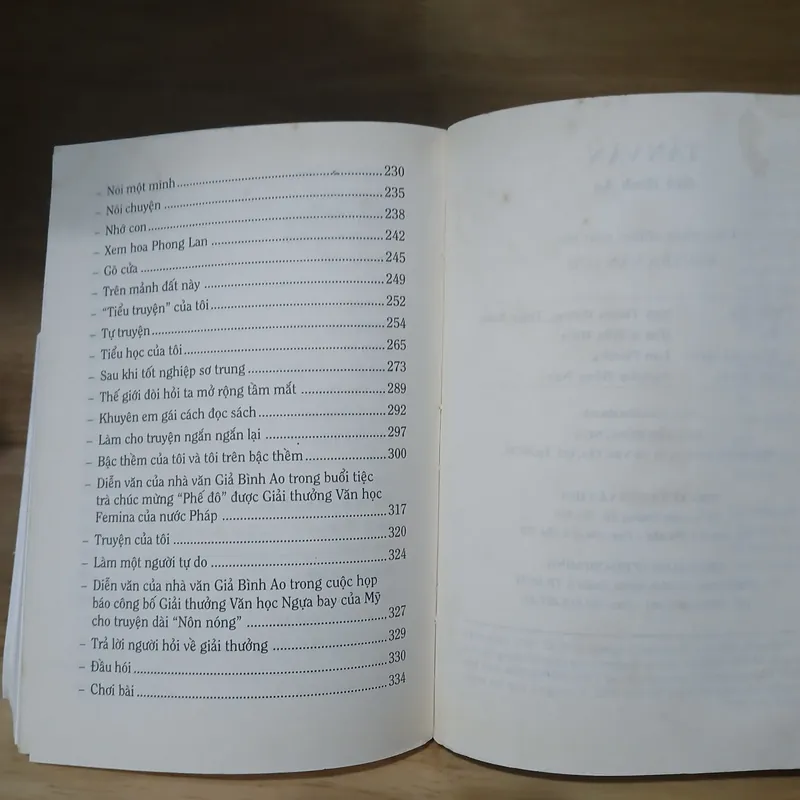 – Nói một mình ........ 230
– Nói chuyện ........ 235
– Nhớ con ........ 238
– Xem hoa Phong Lan ........ 242
– Gõ cửa ........ 245
– Trên mảnh đất này ........ 249
– “Tiểu truyện” của tôi ........ 252
– Tự truyện ........ 254
– Tiểu học của tôi ........ 265
– Sau khi tốt nghiệp sơ trung ........ 273
– Thế giới đòi hỏi ta mở rộng tầm mắt ........ 289
– Khuyên em gái cách đọc sách ........ 292
– Làm cho truyện ngắn ngắn lại ........ 297
– Bậc thềm của tôi và tôi trên bậc thềm ........ 300
– Diễn văn của nhà văn Giả Bình Ao trong buổi tiệc
trà chúc mừng “Phế đô” được Giải thưởng Văn học
Femina của nước Pháp ........ 317
– Truyện của tôi ........ 320
– Làm một người tự do ........ 324
– Diễn văn của nhà văn Giả Bình Ao trong cuộc họp
báo công bố Giải thưởng Văn học Ngựa bay của Mỹ
cho truyện dài “Nôn nóng” ........ 327
– Trả lời người hỏi về giải thưởng ........ 329
– Đầu hói ........ 330
– Chơi bài ........ 334